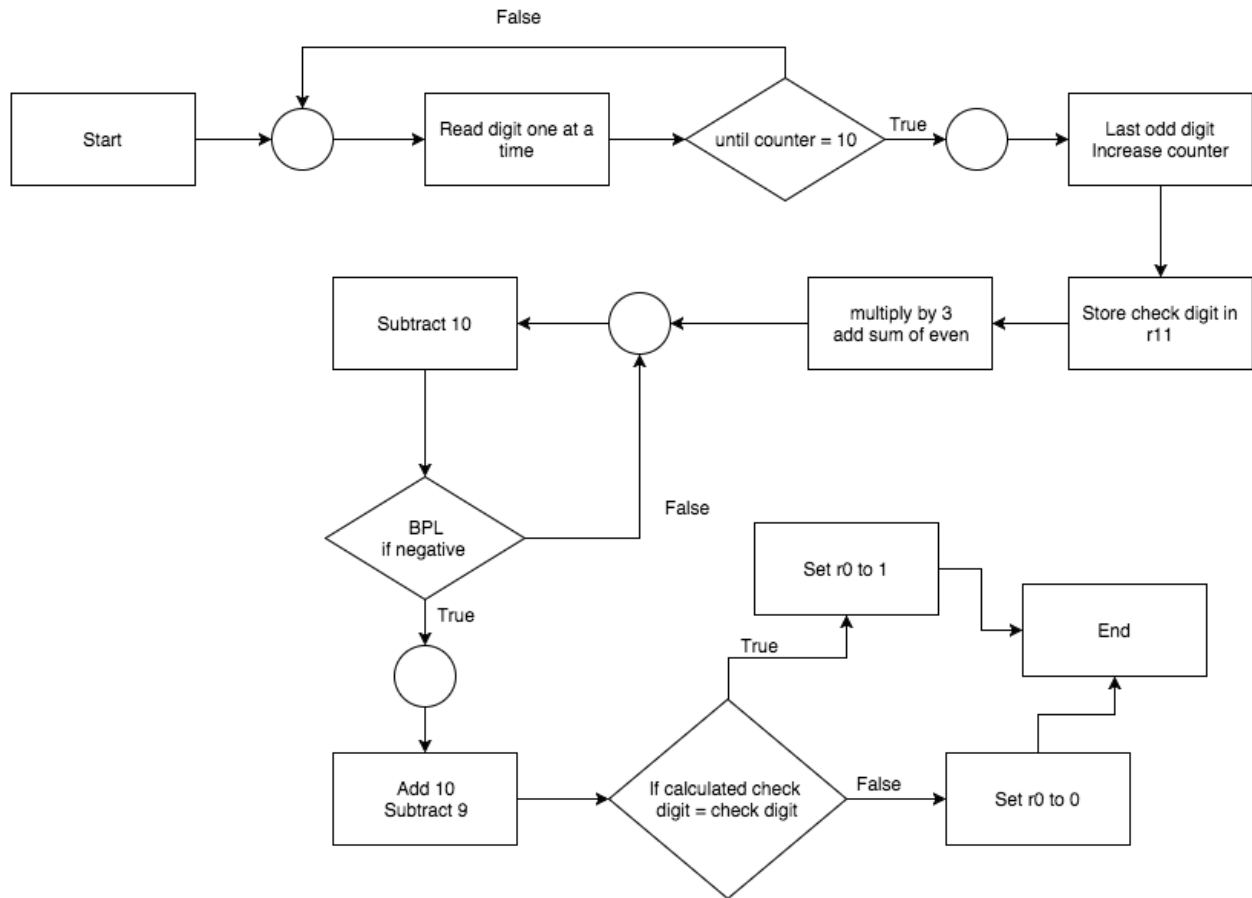 False
Start
Read digit one at a
time
until counter = 10
True
Last odd digit
Increase counter
Store check digit in
r11
multiply by 3
add sum of even
Subtract 10
BPL
if negative
False
True
Add 10
Subtract 9
If calculated check
digit = check digit
True
Set r0 to 1
False
Set r0 to 0
End